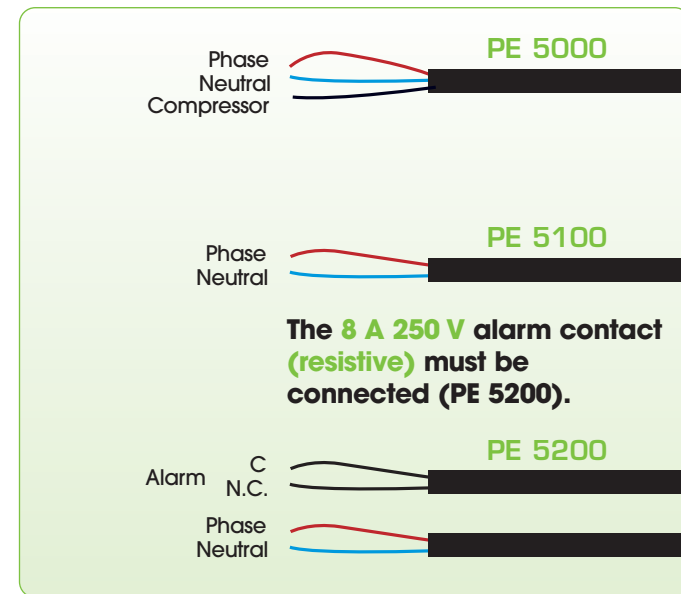 PE 5000
Phase
Neutral
Compressor
PE 5100
Phase
Neutral
The 8 A 250 V alarm contact
(resistive) must be
connected (PE 5200).
PE 5200
Alarm C
N.C.
Phase
Neutral